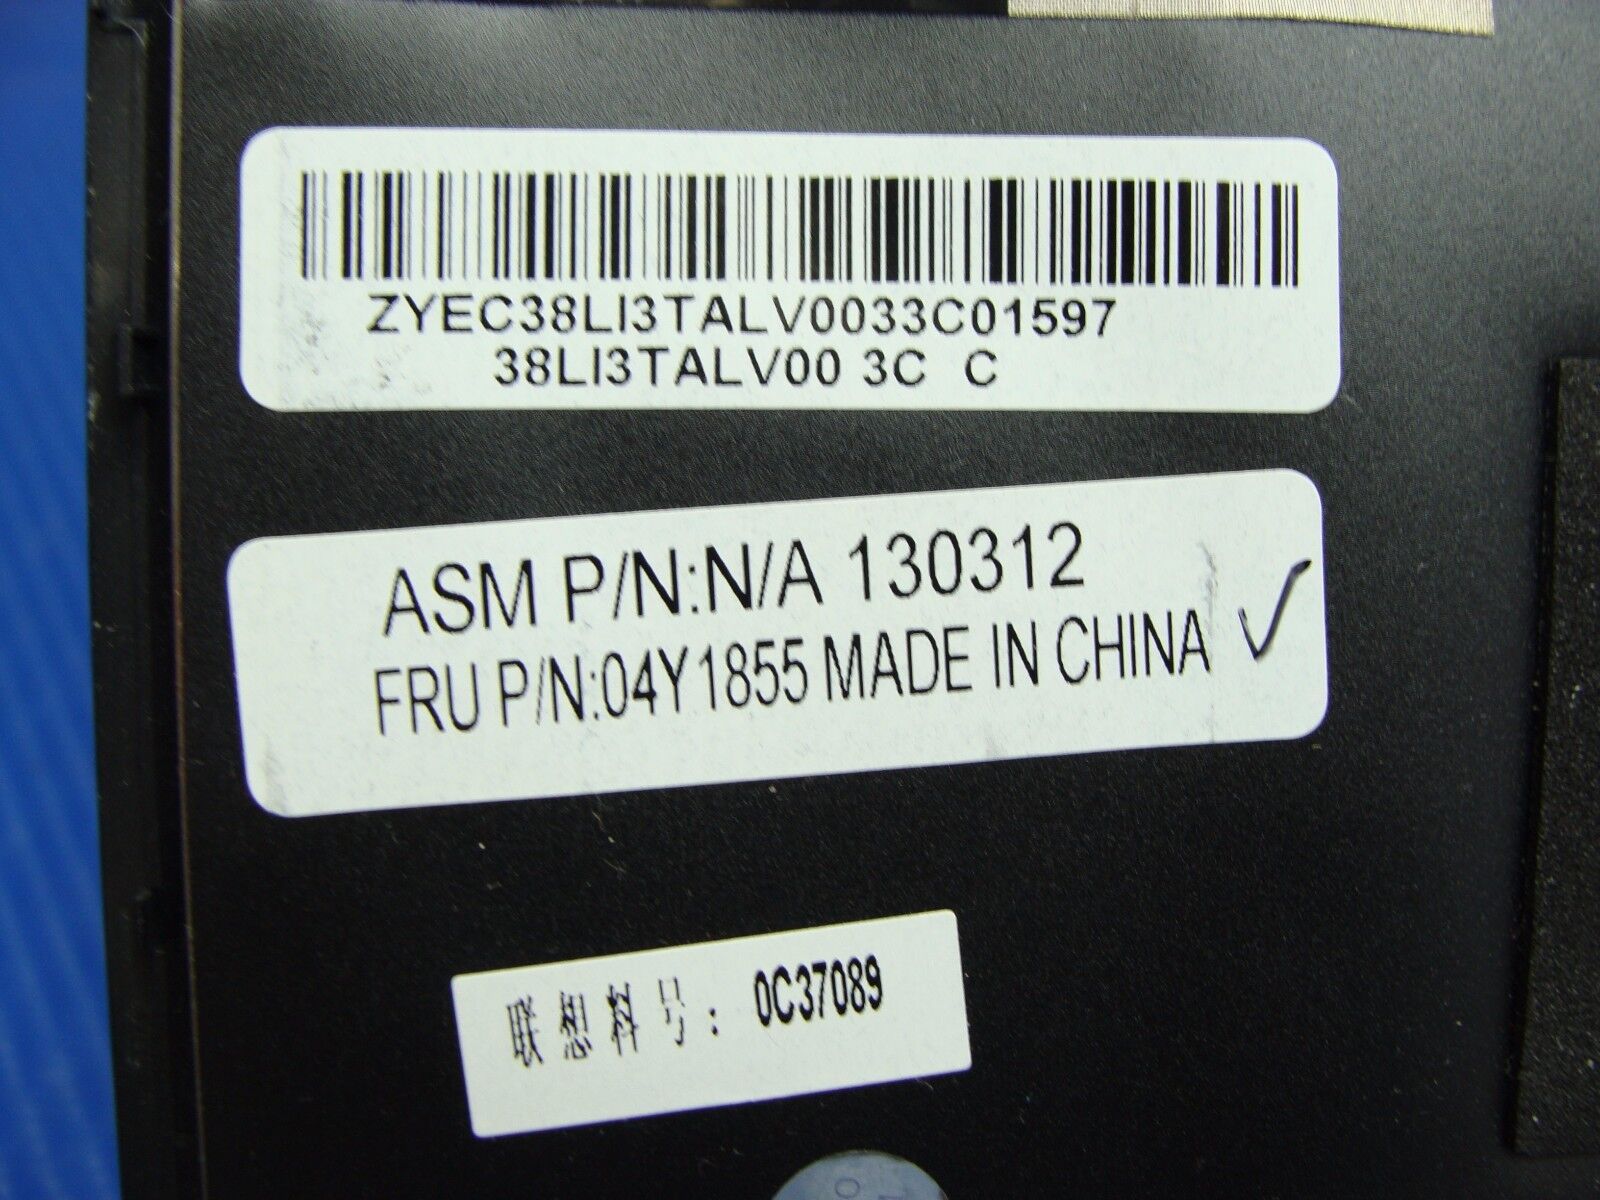 ZYEC38LI3TALV0033C01597
38LI3TALV00 3C C
ASM P/N:N/A 130312
FRU P/N:04Y1855 MADE IN CHINA
联想料号: 0C37089